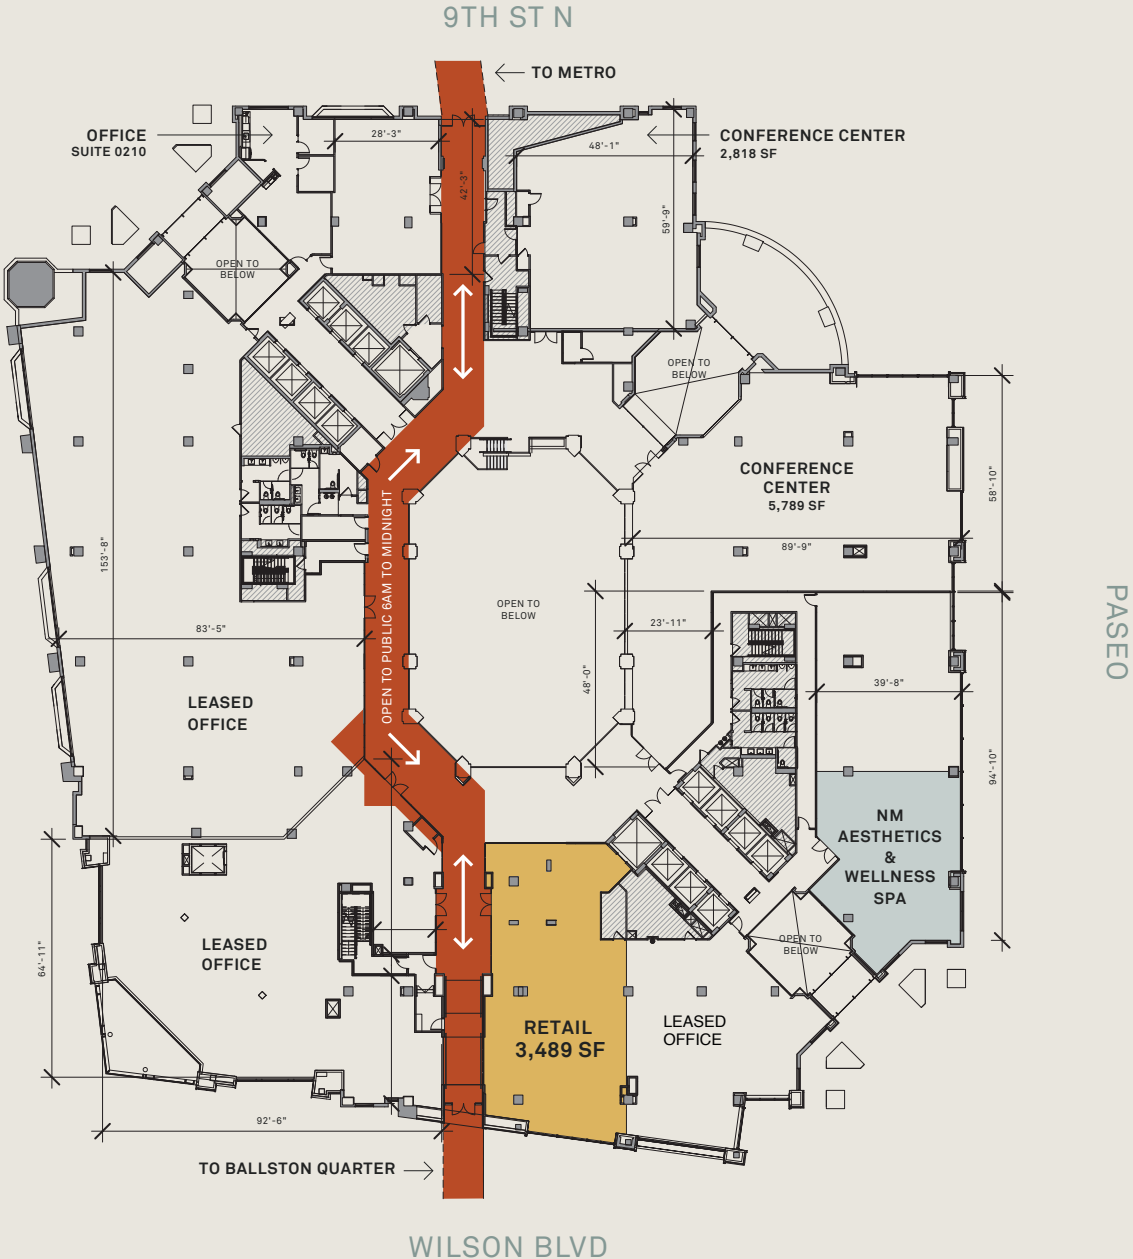 9TH ST N
TO METRO
OFFICE
SUITE 0210
28'-3"
42'-3"
48'-1"
CONFERENCE CENTER
2,818 SF
59'-9"
OPEN TO
BELOW
OPEN TO
BELOW
CONFERENCE
CENTER
5,789 SF
58'-10"
89'-9"
153'-8"
OPEN TO PUBLIC 6AM TO MIDNIGHT
OPEN TO
BELOW
PASEO
83'-5"
23'-11"
48'-0"
39'-8"
LEASED
OFFICE
94'-10"
NM
AESTHETICS
&
WELLNESS
SPA
LEASED
OFFICE
64'-11"
OPEN TO
BELOW
RETAIL
3,489 SF
LEASED
OFFICE
92'-6"
TO BALLSTON QUARTER
WILSON BLVD